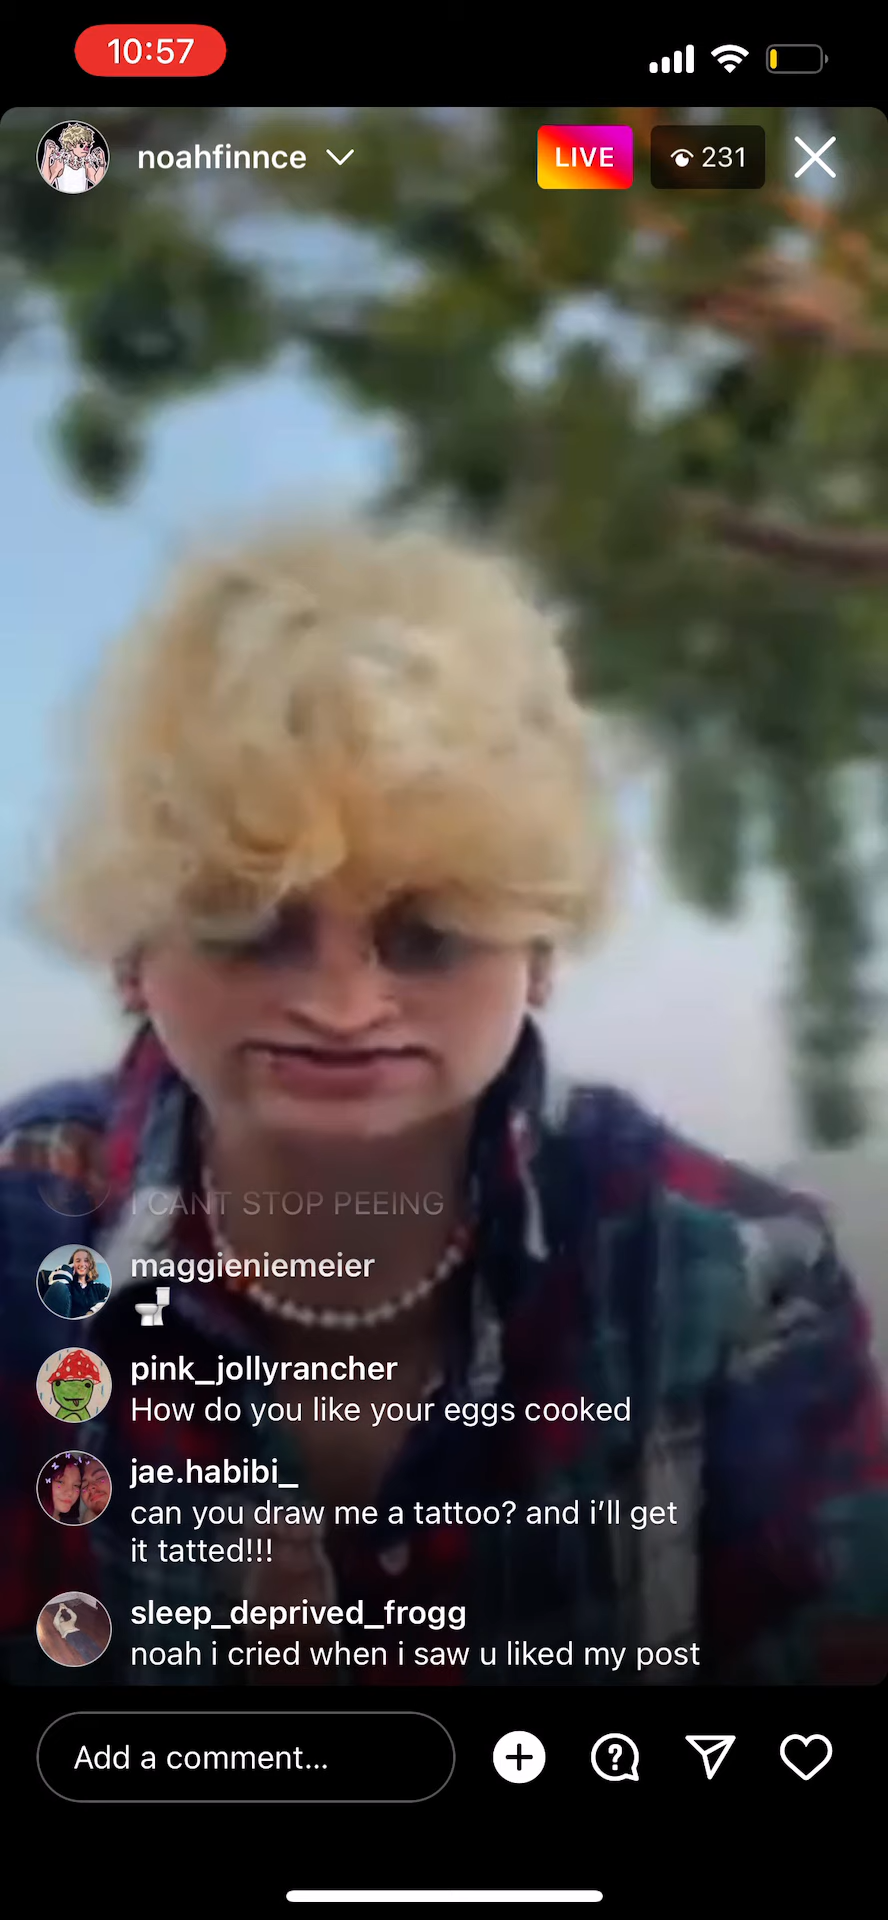 10:57
noahfinnce
LIVE
231
I CANT STOP PEEING
maggieniemeier
🚽
pink_jollyrancher
How do you like your eggs cooked
jae.habibi_
can you draw me a tattoo? and i’ll get
it tatted!!!
sleep_deprived_frogg
noah i cried when i saw u liked my post
Add a comment...